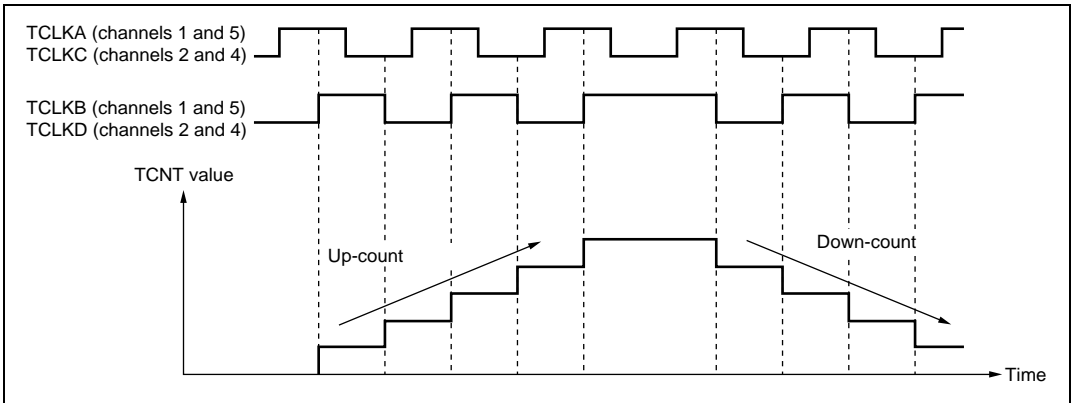 TCLKA (channels 1 and 5)
TCLKC (channels 2 and 4)
TCLKB (channels 1 and 5)
TCLKD (channels 2 and 4)
TCNT value
Up-count
Down-count
Time